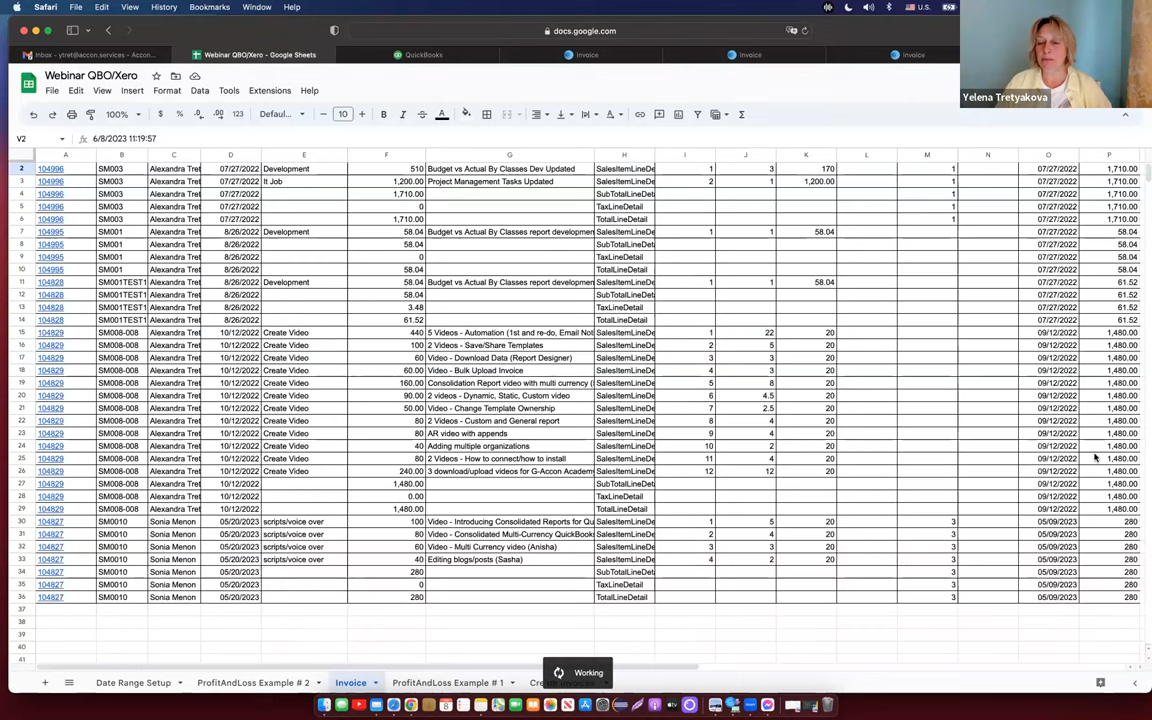 Safari File Edit View History Bookmarks Window Help U.S.
docs.google.com
Inbox - ytret@accon.services - Accon... Webinar QBO/Xero - Google Sheets QuickBooks Invoice Invoice Invoice
Webinar QBO/Xero
File Edit View Insert Format Data Tools Extensions Help
100% $ % .0 .00 123 Defaul... 10 B I A
Yelena Tretyakova
V2 6/8/2023 11:19:57
A B C D E F G H I J K L M N O P
2 104996 SM003 Alexandra Tret 07/27/2022 Development 510 Budget vs Actual By Classes Dev Updated SalesItemLineDe 1 3 170 1 07/27/2022 1,710.00
3 104996 SM003 Alexandra Tret 07/27/2022 It Job 1,200.00 Project Management Tasks Updated SalesItemLineDe 2 1 1,200.00 1 07/27/2022 1,710.00
4 104996 SM003 Alexandra Tret 07/27/2022 1,710.00 SubTotalLineDet 1 07/27/2022 1,710.00
5 104996 SM003 Alexandra Tret 07/27/2022 0 TaxLineDetail 1 07/27/2022 1,710.00
6 104996 SM003 Alexandra Tret 07/27/2022 1,710.00 TotalLineDetail 1 07/27/2022 1,710.00
7 104995 SM001 Alexandra Tret 8/26/2022 Development 58.04 Budget vs Actual By Classes report developmen SalesItemLineDe 1 1 58.04 07/27/2022 58.04
8 104995 SM001 Alexandra Tret 8/26/2022 58.04 SubTotalLineDet 07/27/2022 58.04
9 104995 SM001 Alexandra Tret 8/26/2022 0 TaxLineDetail 07/27/2022 58.04
10 104995 SM001 Alexandra Tret 8/26/2022 58.04 TotalLineDetail 07/27/2022 58.04
11 104828 SM001TEST1 Alexandra Tret 8/26/2022 Development 58.04 Budget vs Actual By Classes report developmen SalesItemLineDe 1 1 58.04 07/27/2022 61.52
12 104828 SM001TEST1 Alexandra Tret 8/26/2022 58.04 SubTotalLineDet 07/27/2022 61.52
13 104828 SM001TEST1 Alexandra Tret 8/26/2022 3.48 TaxLineDetail 07/27/2022 61.52
14 104828 SM001TEST1 Alexandra Tret 8/26/2022 61.52 TotalLineDetail 07/27/2022 61.52
15 104829 SM008-008 Alexandra Tret 10/12/2022 Create Video 440 5 Videos - Automation (1st and re-do, Email Not SalesItemLineDe 1 22 20 09/12/2022 1,480.00
16 104829 SM008-008 Alexandra Tret 10/12/2022 Create Video 100 2 Videos - Save/Share Templates SalesItemLineDe 2 5 20 09/12/2022 1,480.00
17 104829 SM008-008 Alexandra Tret 10/12/2022 Create Video 60 Video - Download Data (Report Designer) SalesItemLineDe 3 3 20 09/12/2022 1,480.00
18 104829 SM008-008 Alexandra Tret 10/12/2022 Create Video 60.00 Video - Bulk Upload Invoice SalesItemLineDe 4 3 20 09/12/2022 1,480.00
19 104829 SM008-008 Alexandra Tret 10/12/2022 Create Video 160.00 Consolidation Report video with multi currency ( SalesItemLineDe 5 8 20 09/12/2022 1,480.00
20 104829 SM008-008 Alexandra Tret 10/12/2022 Create Video 90.00 2 videos - Dynamic, Static, Custom video SalesItemLineDe 6 4.5 20 09/12/2022 1,480.00
21 104829 SM008-008 Alexandra Tret 10/12/2022 Create Video 50.00 Video - Change Template Ownership SalesItemLineDe 7 2.5 20 09/12/2022 1,480.00
22 104829 SM008-008 Alexandra Tret 10/12/2022 Create Video 80 2 Videos - Custom and General report SalesItemLineDe 8 4 20 09/12/2022 1,480.00
23 104829 SM008-008 Alexandra Tret 10/12/2022 Create Video 80 AR video with appends SalesItemLineDe 9 4 20 09/12/2022 1,480.00
24 104829 SM008-008 Alexandra Tret 10/12/2022 Create Video 40 Adding multiple organizations SalesItemLineDe 10 2 20 09/12/2022 1,480.00
25 104829 SM008-008 Alexandra Tret 10/12/2022 Create Video 80 2 Videos - How to connect/how to install SalesItemLineDe 11 4 20 09/12/2022 1,480.00
26 104829 SM008-008 Alexandra Tret 10/12/2022 Create Video 240.00 3 download/upload videos for G-Accon Academ SalesItemLineDe 12 12 20 09/12/2022 1,480.00
27 104829 SM008-008 Alexandra Tret 10/12/2022 1,480.00 SubTotalLineDet 09/12/2022 1,480.00
28 104829 SM008-008 Alexandra Tret 10/12/2022 0.00 TaxLineDetail 09/12/2022 1,480.00
29 104829 SM008-008 Alexandra Tret 10/12/2022 1,480.00 TotalLineDetail 09/12/2022 1,480.00
30 104827 SM0010 Sonia Menon 05/20/2023 scripts/voice over 100 Video - Introducing Consolidated Reports for Qu SalesItemLineDe 1 5 20 3 05/09/2023 280
31 104827 SM0010 Sonia Menon 05/20/2023 scripts/voice over 80 Video - Consolidated Multi-Currency QuickBook SalesItemLineDe 2 4 20 3 05/09/2023 280
32 104827 SM0010 Sonia Menon 05/20/2023 scripts/voice over 60 Video - Multi Currency video (Anisha) SalesItemLineDe 3 3 20 3 05/09/2023 280
33 104827 SM0010 Sonia Menon 05/20/2023 scripts/voice over 40 Editing blogs/posts (Sasha) SalesItemLineDe 4 2 20 3 05/09/2023 280
34 104827 SM0010 Sonia Menon 05/20/2023 280 SubTotalLineDet 3 05/09/2023 280
35 104827 SM0010 Sonia Menon 05/20/2023 0 TaxLineDetail 3 05/09/2023 280
36 104827 SM0010 Sonia Menon 05/20/2023 280 TotalLineDetail 3 05/09/2023 280
37
38
39
40
41
Working
Date Range Setup ProfitAndLoss Example # 2 Invoice ProfitAndLoss Example # 1